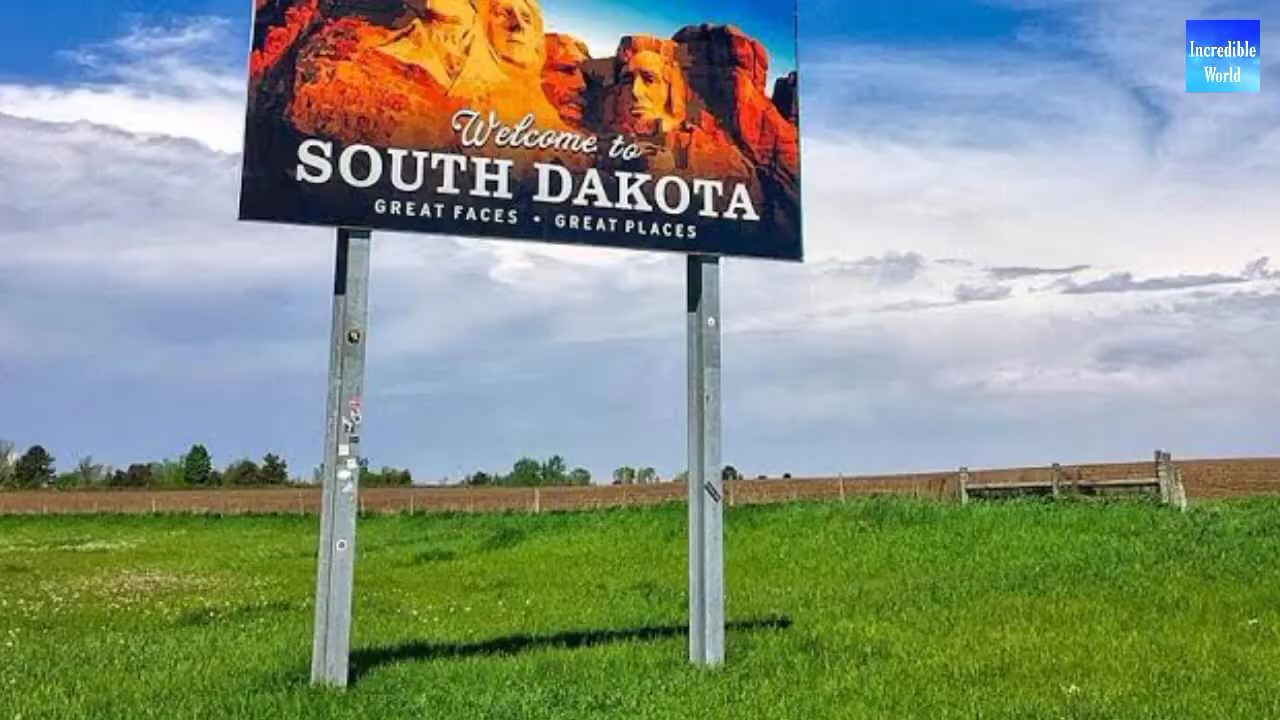 Incredible
World
Welcome to
SOUTH DAKOTA
GREAT FACES • GREAT PLACES